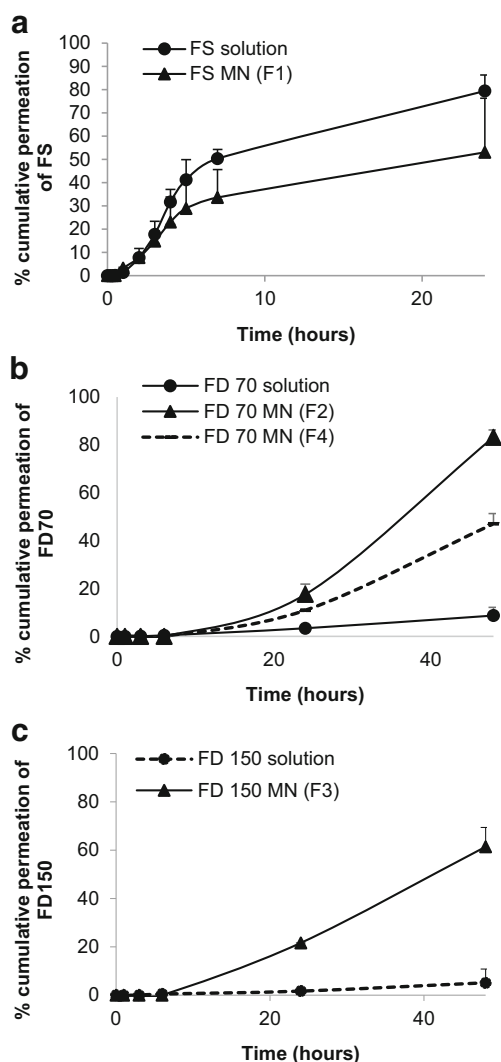 a
FS solution
FS MN (F1)
% cumulative permeation
of FS
100
90
80
70
60
50
40
30
20
10
0
0 10 20
Time (hours)
b
FD 70 solution
FD 70 MN (F2)
FD 70 MN (F4)
% cumulative permeation of
FD70
100
80
60
40
20
0
0 20 40
Time (hours)
c
FD 150 solution
FD 150 MN (F3)
% cumulative permeation of
FD150
100
80
60
40
20
0
0 20 40
Time (hours)